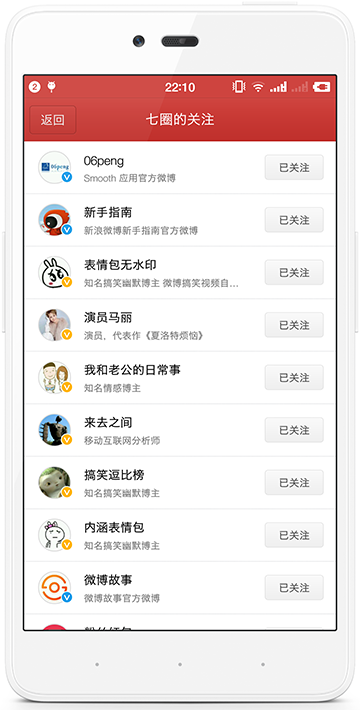 2 22:10
返回 七圈的关注
06peng
Smooth 应用官方微博
已关注
新手指南
新浪微博新手指南官方微博
已关注
表情包无水印
知名搞笑幽默博主 微博搞笑视频自...
已关注
演员马丽
演员，代表作《夏洛特烦恼》
已关注
我和老公的日常事
知名情感博主
已关注
来去之间
移动互联网分析师
已关注
搞笑逗比榜
知名搞笑幽默博主
已关注
内涵表情包
知名搞笑幽默博主
已关注
微博故事
微博故事官方微博
已关注